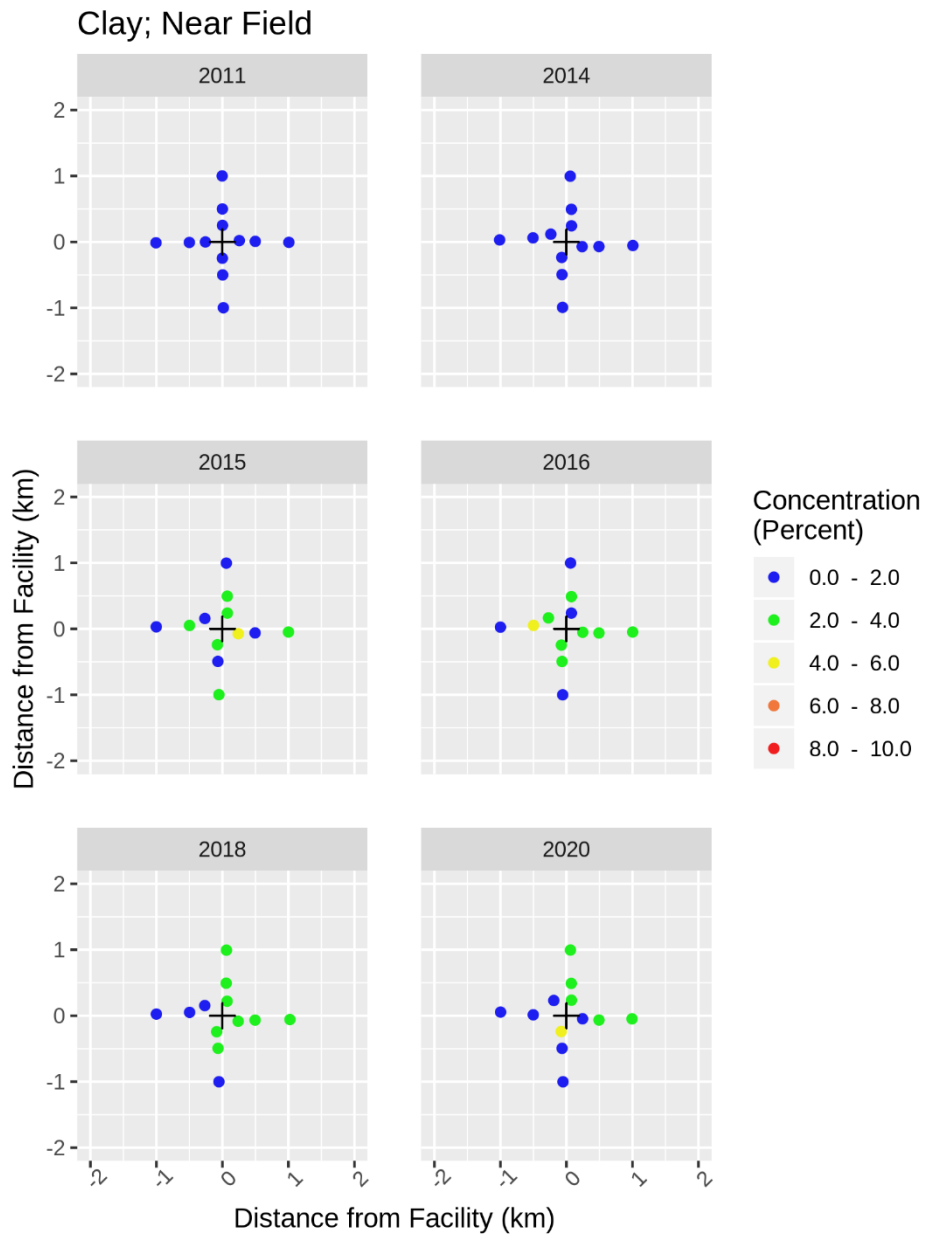 Clay; Near Field
2011
2014
2
1
0
-1
-2
2015
2016
2
1
0
-1
-2
2018
2020
2
1
0
-1
-2
-2 -1 0 1 2
-2 -1 0 1 2
Distance from Facility (km)
Distance from Facility (km)
Concentration
(Percent)
0.0 - 2.0
2.0 - 4.0
4.0 - 6.0
6.0 - 8.0
8.0 - 10.0